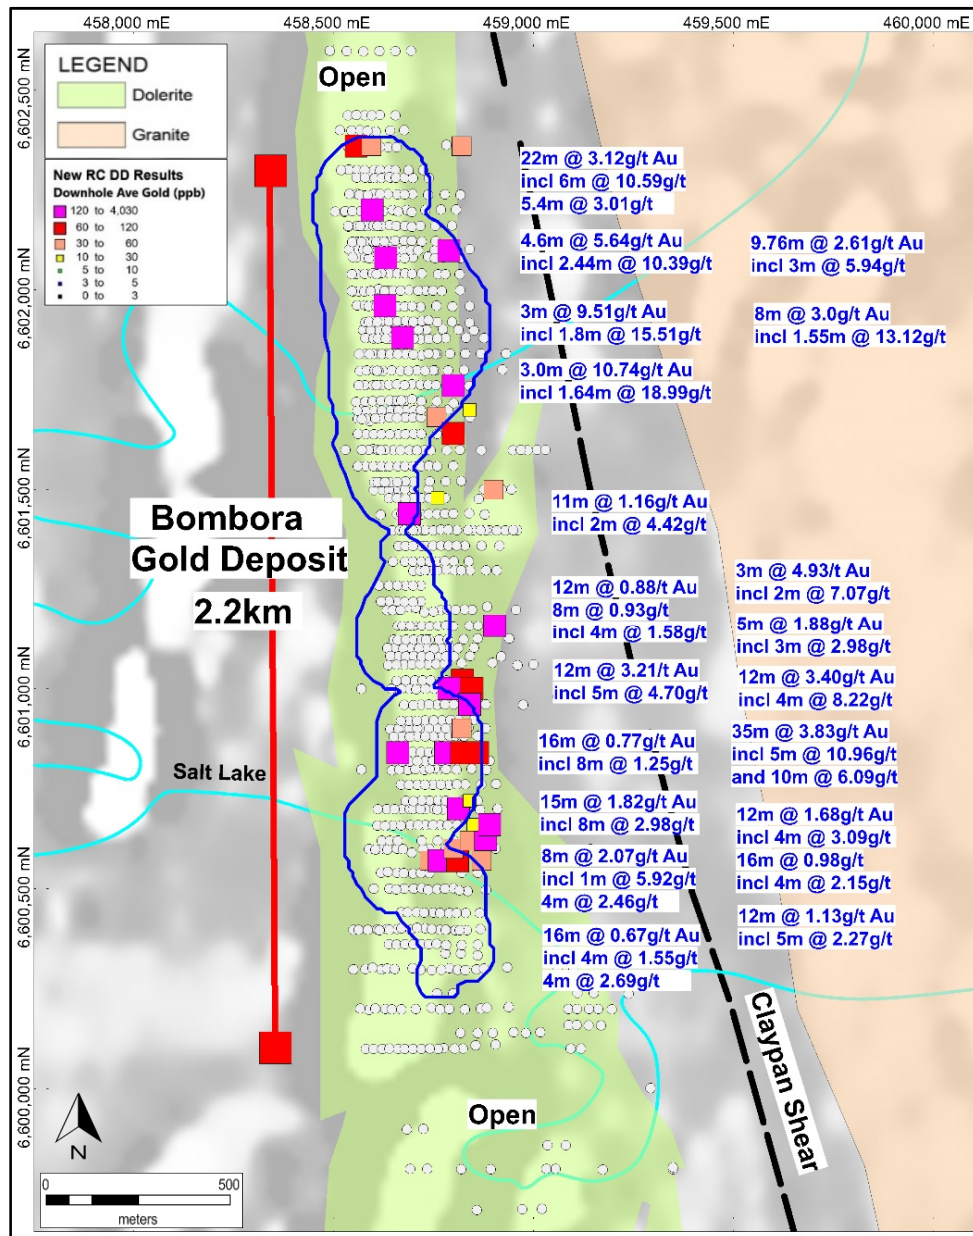 458,000 mE
458,500 mE
459,000 mE
459,500 mE
460,000 mE
6,602,500 mN
6,602,000 mN
6,601,500 mN
6,601,000 mN
6,600,500 mN
6,600,000 mN
LEGEND
Dolerite
Granite
New RC DD Results
Downhole Ave Gold (ppb)
120 to 4,030
60 to 120
30 to 60
10 to 30
5 to 10
3 to 5
0 to 3
Open
22m @ 3.12g/t Au
incl 6m @ 10.59g/t
5.4m @ 3.01g/t
4.6m @ 5.64g/t Au
incl 2.44m @ 10.39g/t
9.76m @ 2.61g/t Au
incl 3m @ 5.94g/t
3m @ 9.51g/t Au
incl 1.8m @ 15.51g/t
8m @ 3.0g/t Au
incl 1.55m @ 13.12g/t
3.0m @ 10.74g/t Au
incl 1.64m @ 18.99g/t
Bombora
Gold Deposit
2.2km
11m @ 1.16g/t Au
incl 2m @ 4.42g/t
12m @ 0.88/t Au
8m @ 0.93g/t
incl 4m @ 1.58g/t
3m @ 4.93/t Au
incl 2m @ 7.07g/t
5m @ 1.88g/t Au
incl 3m @ 2.98g/t
12m @ 3.21g/t Au
incl 5m @ 4.70g/t
12m @ 3.40g/t Au
incl 4m @ 8.22g/t
16m @ 0.77g/t Au
incl 8m @ 1.25g/t
35m @ 3.83g/t Au
incl 5m @ 10.96g/t
and 10m @ 6.09g/t
Salt Lake
15m @ 1.82g/t Au
incl 8m @ 2.98g/t
12m @ 1.68g/t Au
incl 4m @ 3.09g/t
16m @ 0.98g/t
incl 4m @ 2.15g/t
8m @ 2.07g/t Au
incl 1m @ 5.92g/t
4m @ 2.46g/t
12m @ 1.13g/t Au
incl 5m @ 2.27g/t
16m @ 0.67g/t Au
incl 4m @ 1.55g/t
4m @ 2.69g/t
Claypan Shear
Open
N
0
500
meters